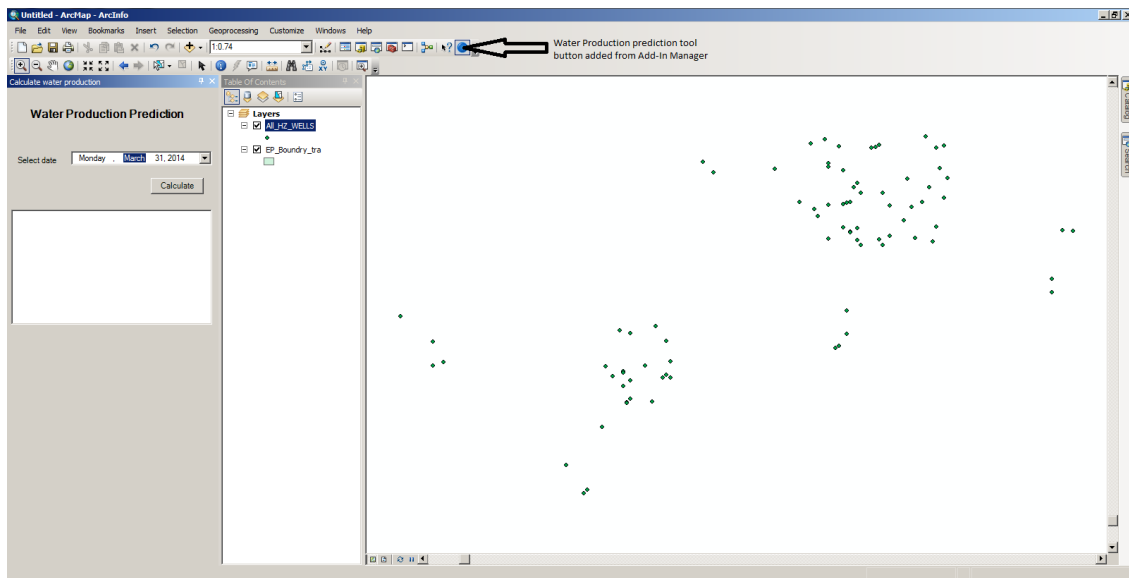 Untitled - ArcMap - ArcInfo
File Edit View Bookmarks Insert Selection Geoprocessing Customize Windows Help
1:0.74
Water Production prediction tool
button added from Add-In Manager
Calculate water production
Table Of Contents
Water Production Prediction
Select date
Monday , March 31, 2014
Calculate
Layers
All_HZ_WELLS
EP_Boundry_tra
Catalog
Search